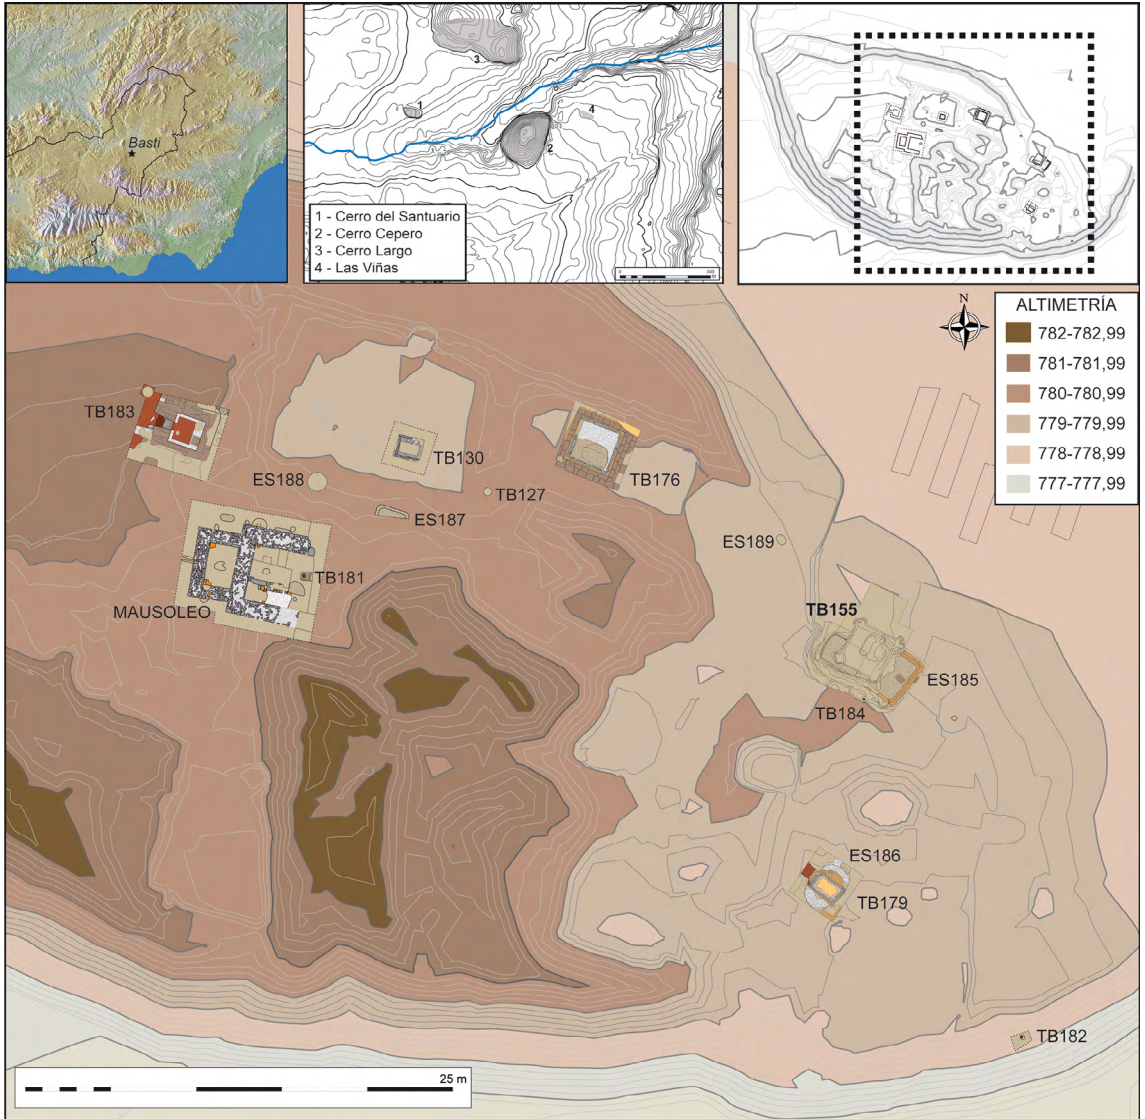 Basti
3
1
4
2
1 - Cerro del Santuario
2 - Cerro Cepero
3 - Cerro Largo
4 - Las Viñas
0
100
N
ALTIMETRÍA
782-782,99
781-781,99
780-780,99
779-779,99
778-778,99
777-777,99
TB183
TB130
TB176
ES188
TB127
ES187
ES189
TB181
MAUSOLEO
TB155
ES185
TB184
ES186
TB179
TB182
25 m